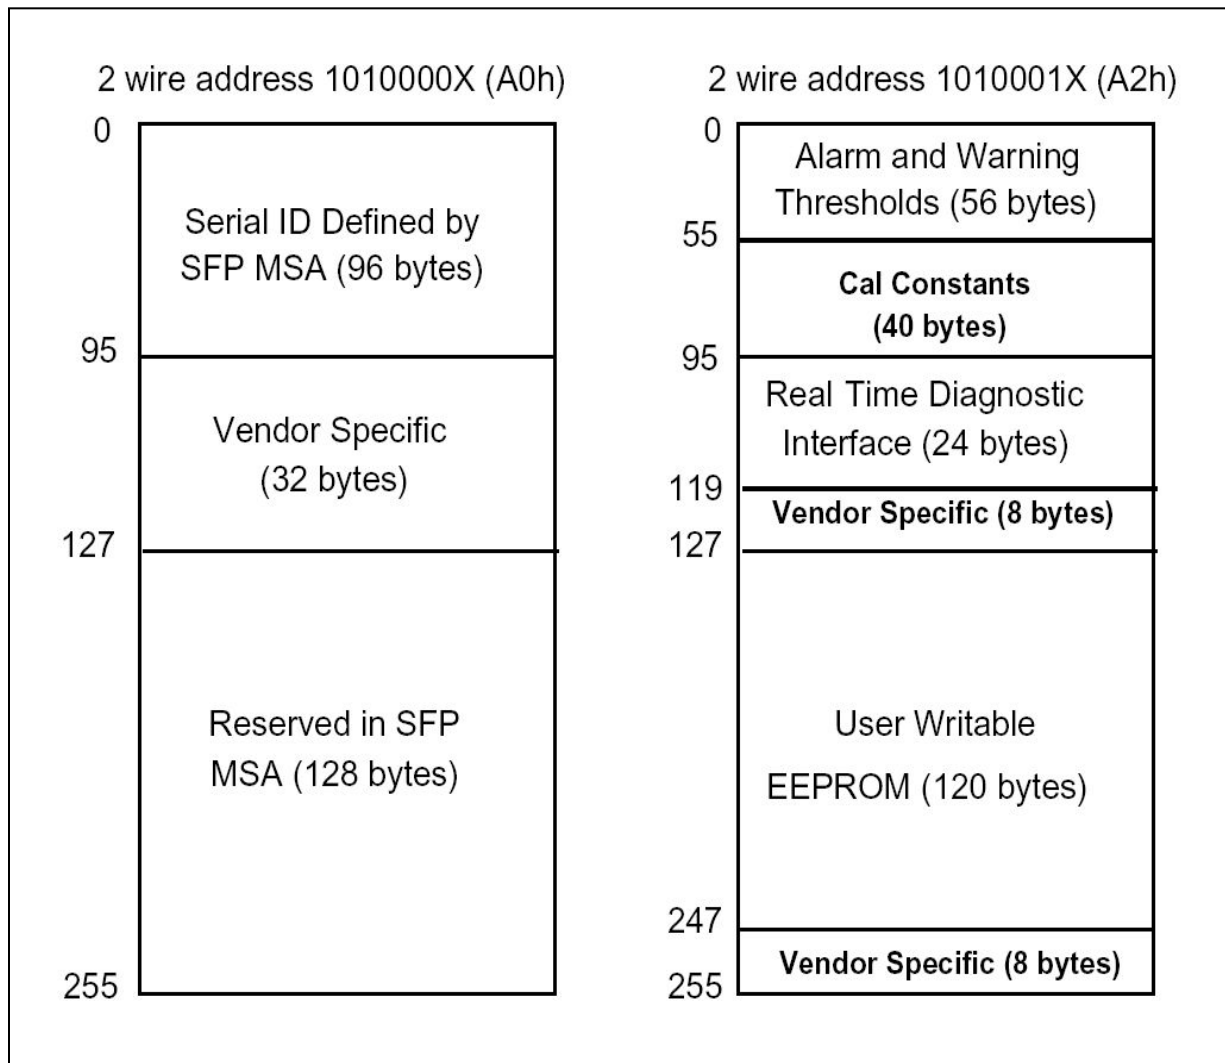 2 wire address 1010000X (A0h)
0
Serial ID Defined by
SFP MSA (96 bytes)
95
Vendor Specific
(32 bytes)
127
Reserved in SFP
MSA (128 bytes)
255
2 wire address 1010001X (A2h)
0
Alarm and Warning
Thresholds (56 bytes)
55
Cal Constants
(40 bytes)
95
Real Time Diagnostic
Interface (24 bytes)
119
Vendor Specific (8 bytes)
127
User Writable
EEPROM (120 bytes)
247
Vendor Specific (8 bytes)
255